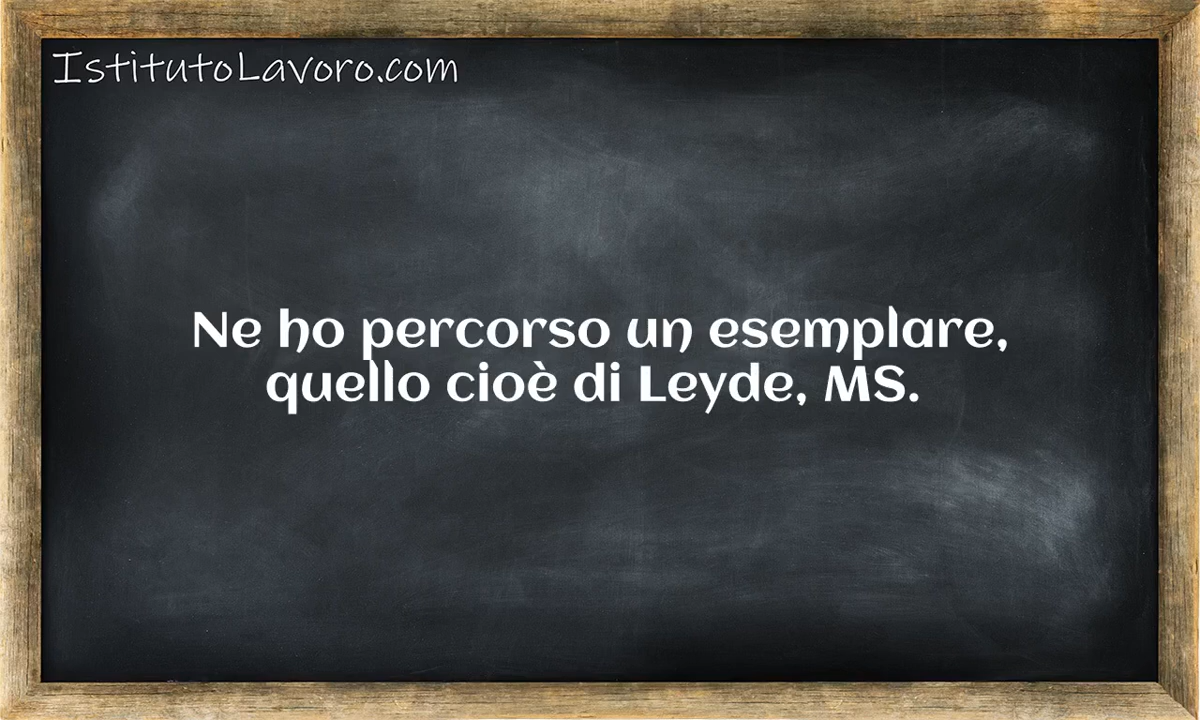 IstitutoLavoro.com
Ne ho percorso un esemplare,
quello cioè di Leyde, MS.